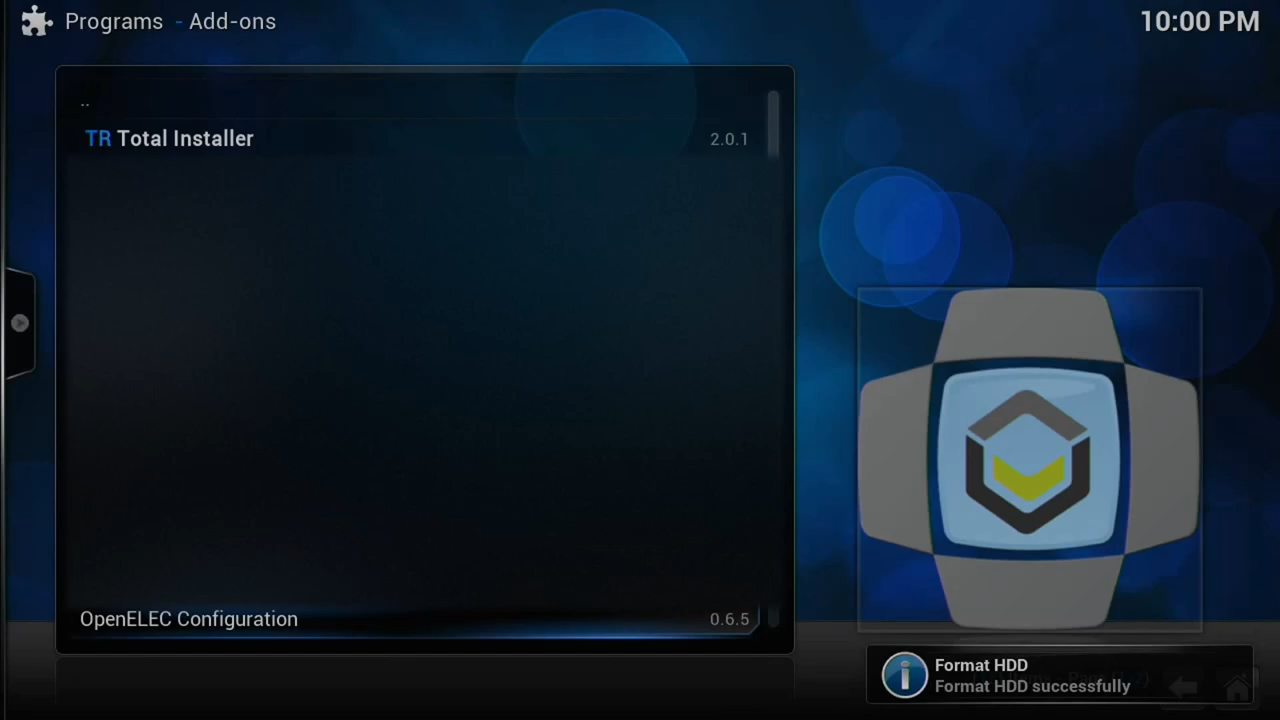 Programs - Add-ons
10:00 PM
..
TR Total Installer 2.0.1
OpenELEC Configuration 0.6.5
Format HDD
Format HDD successfully